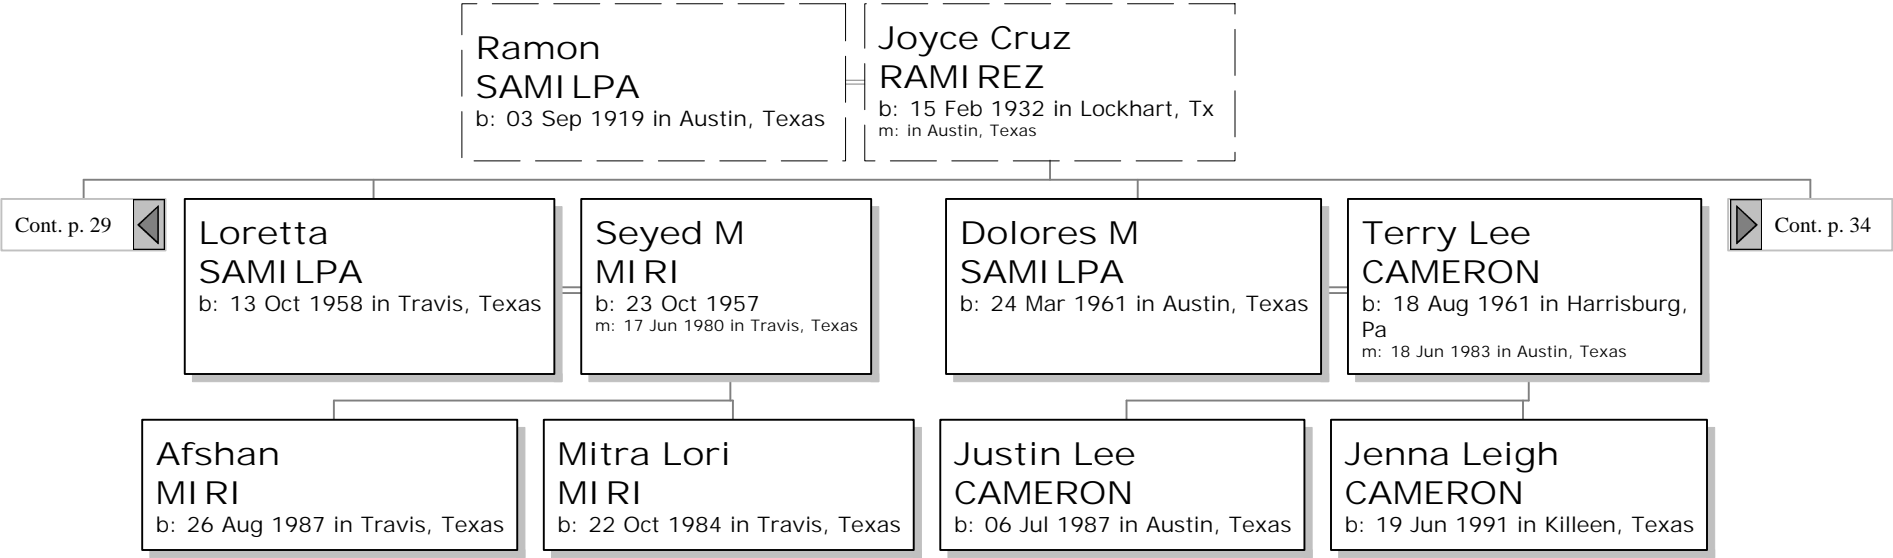 Ramon
SAMILPA
b: 03 Sep 1919 in Austin, Texas
Joyce Cruz
RAMIREZ
b: 15 Feb 1932 in Lockhart, Tx
m: in Austin, Texas
Cont. p. 29
Loretta
SAMILPA
b: 13 Oct 1958 in Travis, Texas
Seyed M
MIRI
b: 23 Oct 1957
m: 17 Jun 1980 in Travis, Texas
Dolores M
SAMILPA
b: 24 Mar 1961 in Austin, Texas
Terry Lee
CAMERON
b: 18 Aug 1961 in Harrisburg,
Pa
m: 18 Jun 1983 in Austin, Texas
Cont. p. 34
Afshan
MIRI
b: 26 Aug 1987 in Travis, Texas
Mitra Lori
MIRI
b: 22 Oct 1984 in Travis, Texas
Justin Lee
CAMERON
b: 06 Jul 1987 in Austin, Texas
Jenna Leigh
CAMERON
b: 19 Jun 1991 in Killeen, Texas